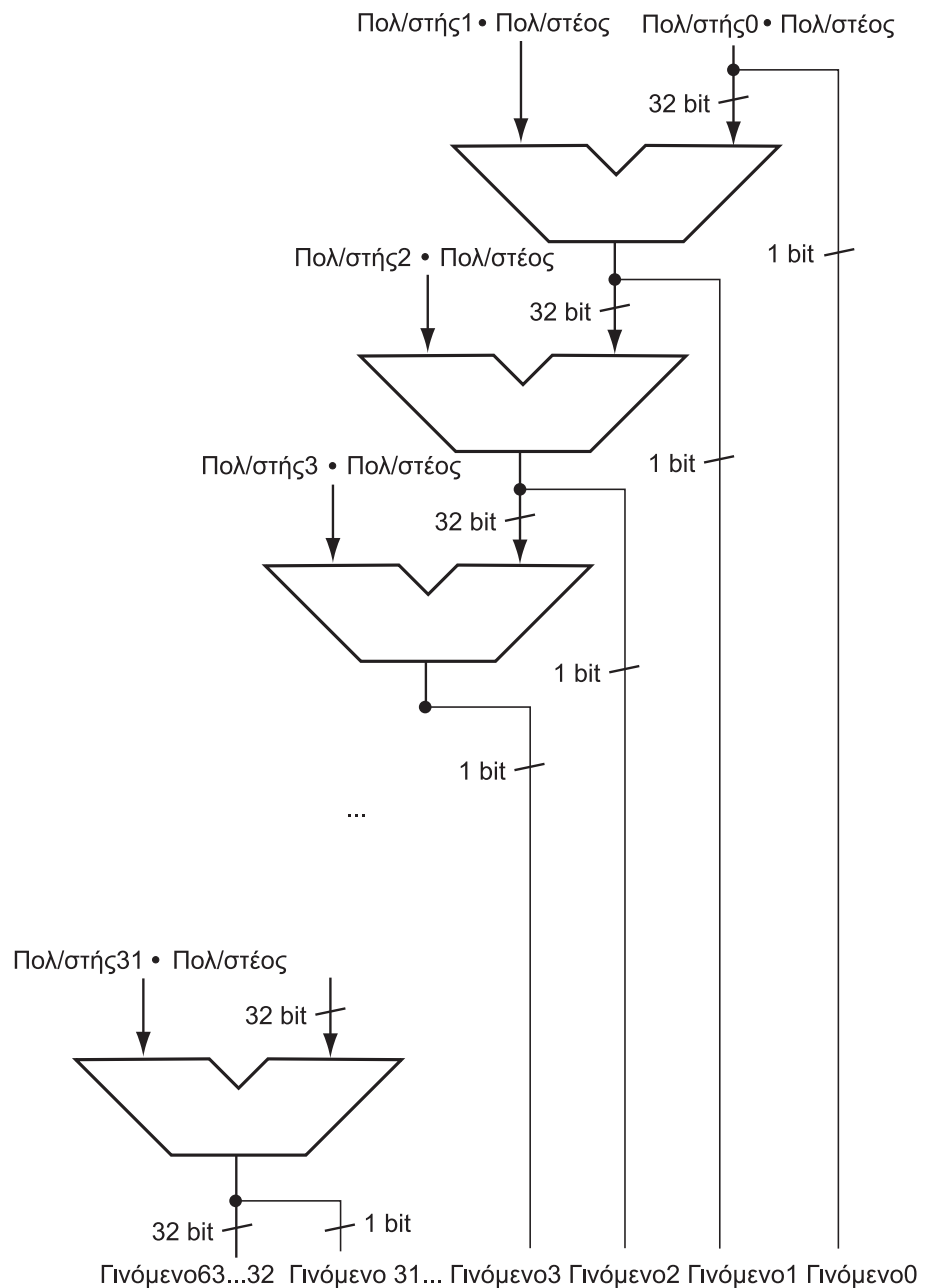 Πολ/στής1 • Πολ/στέος Πολ/στής0 • Πολ/στέος
32 bit
1 bit
Πολ/στής2 • Πολ/στέος
32 bit
1 bit
Πολ/στής3 • Πολ/στέος
32 bit
1 bit
1 bit
...
Πολ/στής31 • Πολ/στέος
32 bit
32 bit 1 bit
Γινόμενο63...32 Γινόμενο 31... Γινόμενο3 Γινόμενο2 Γινόμενο1 Γινόμενο0